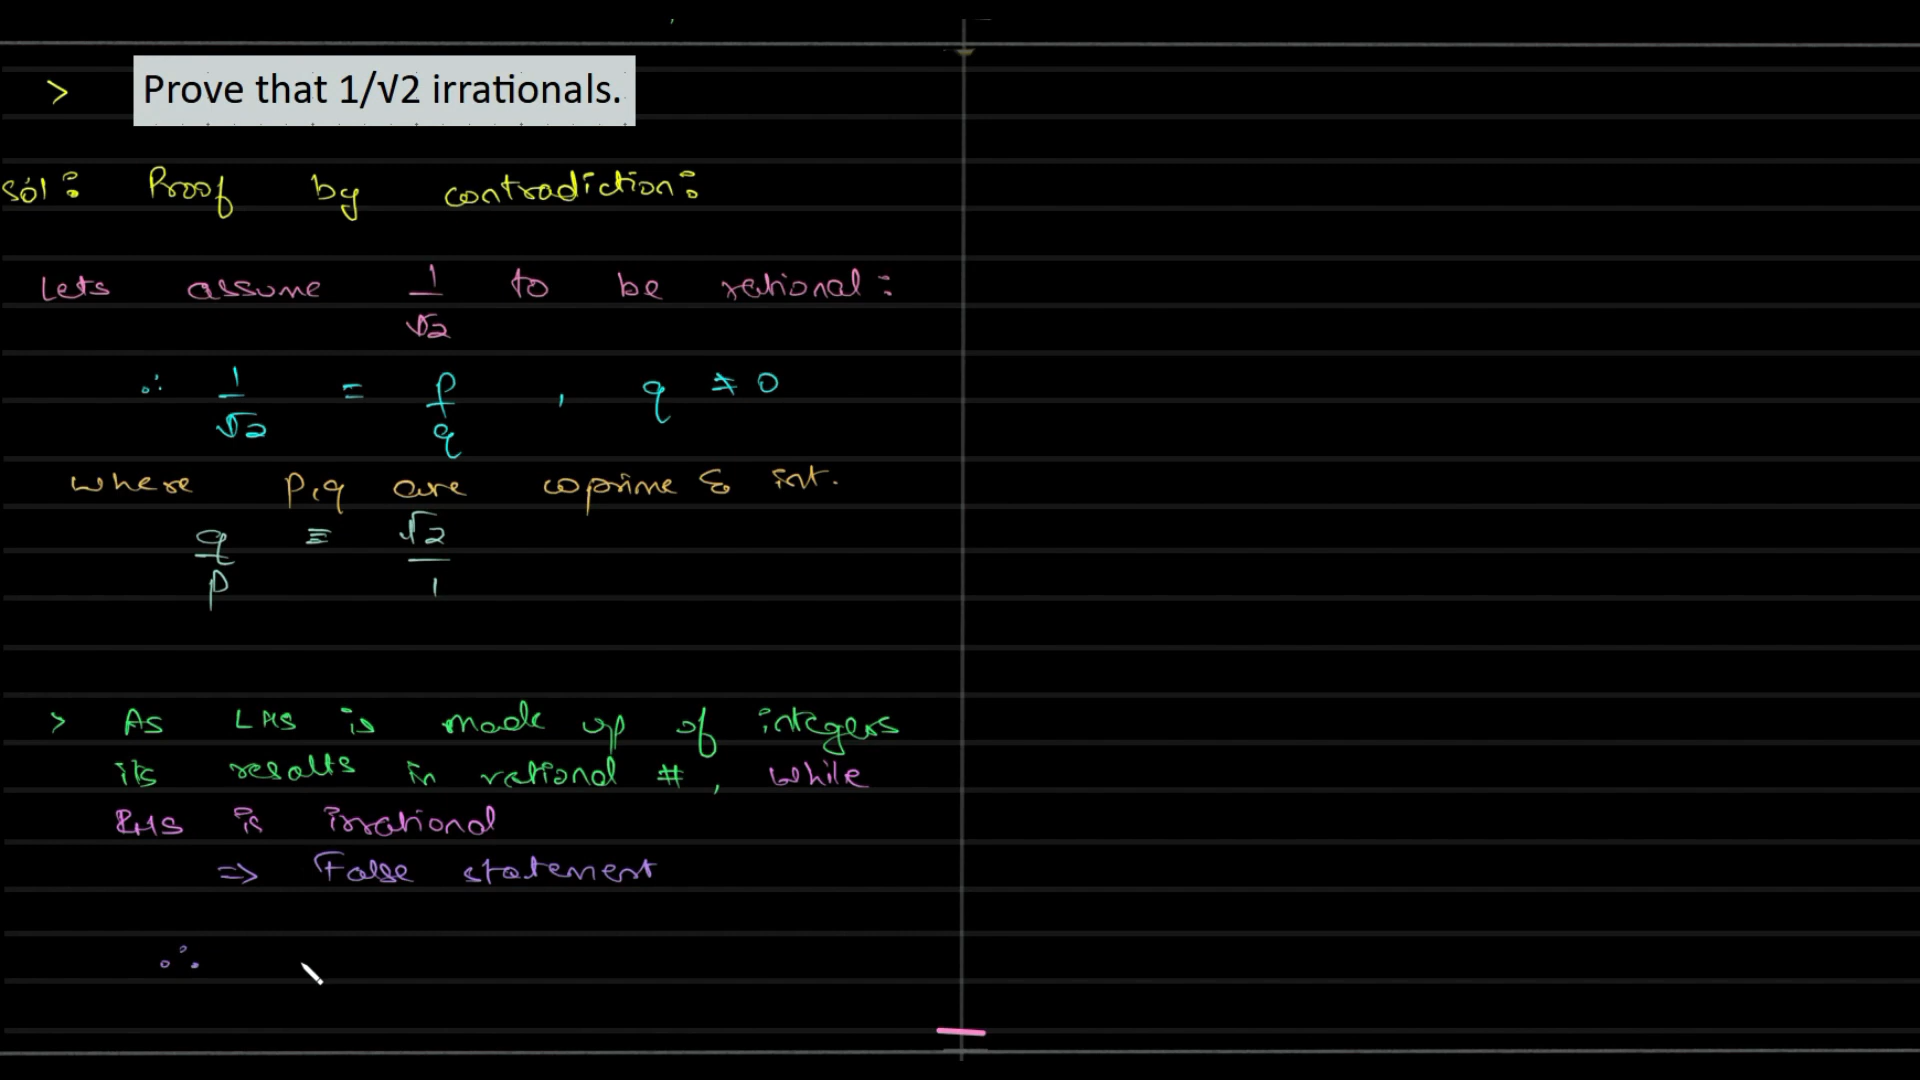 > Prove that 1/√2 irrationals.
Sol: Proof by contradiction:
Lets assume 1/√2 to be rational:
∴ 1/√2 = p/q , q ≠ 0
where p,q are coprime & int.
q/p = √2/1
> As LHS is made up of integers
its results in rational #, while
RHS is irrational
=> False statement
∴